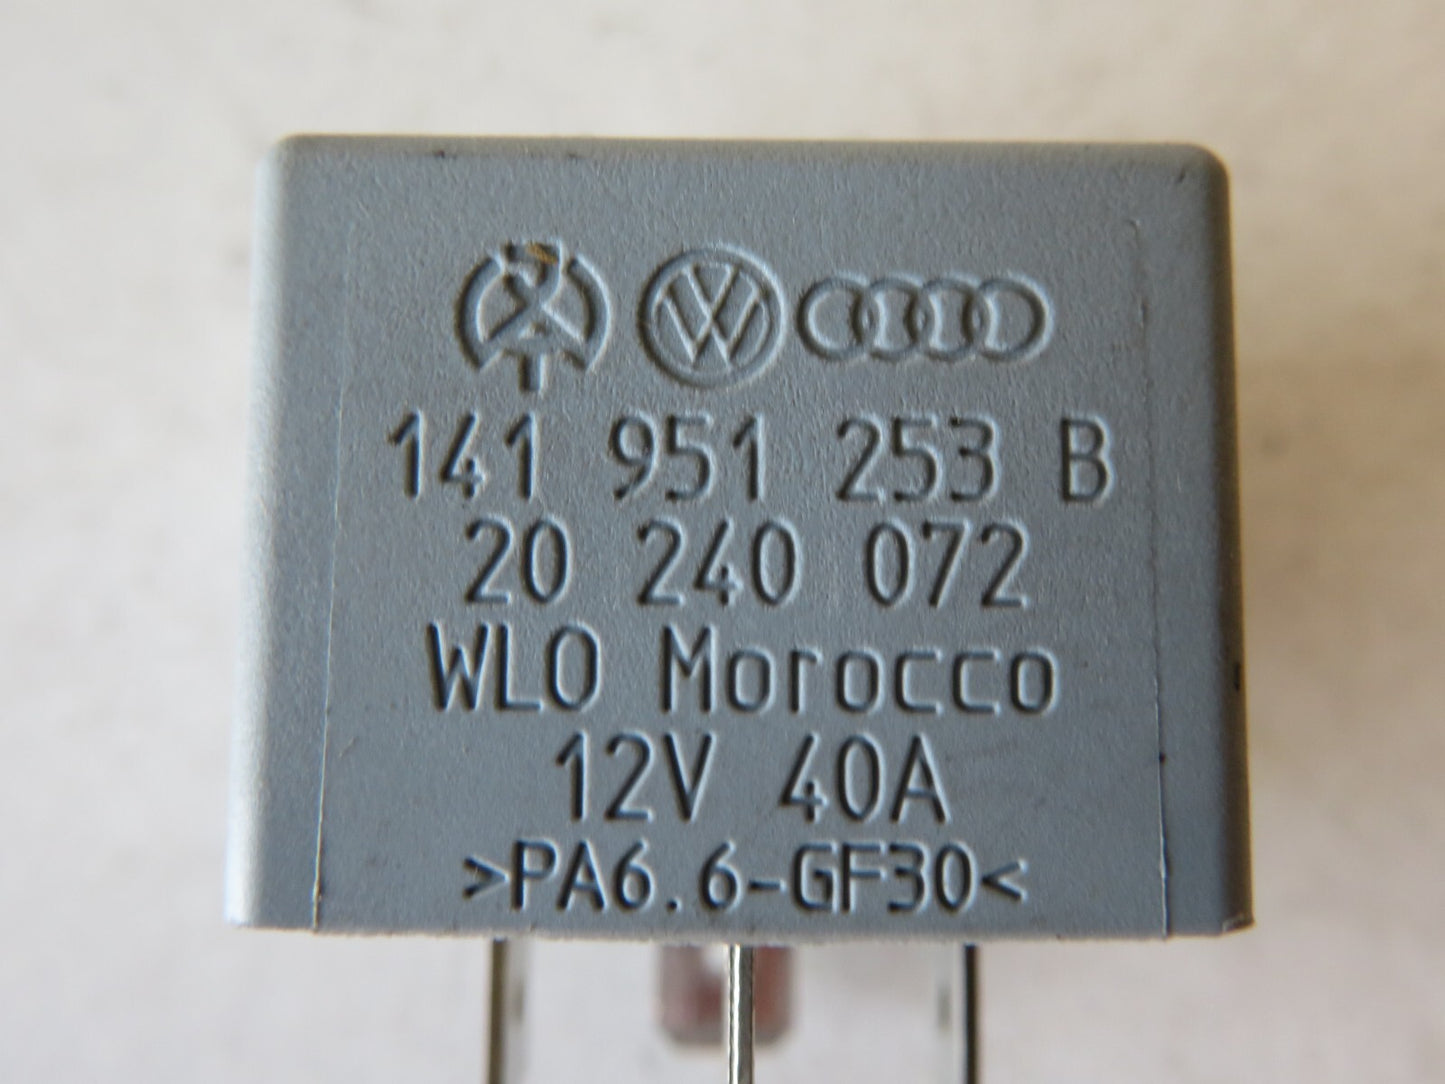 141 951 253 B
20 240 072
WLO Morocco
12V 40A
>PA6.6-GF30<